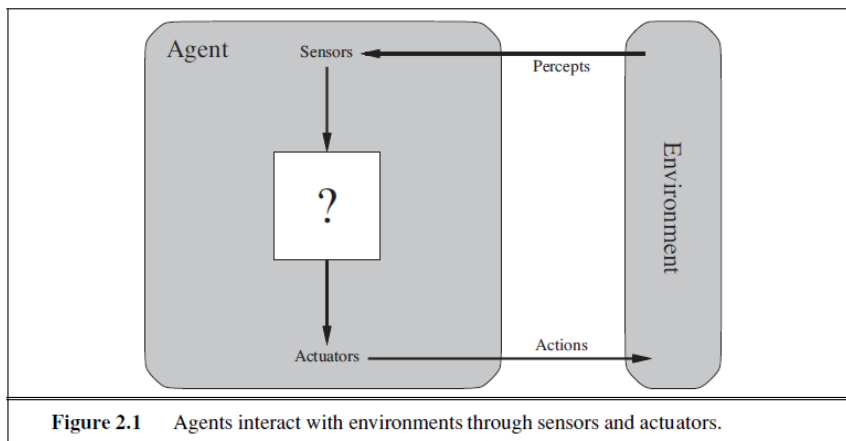 Agent
Sensors
Percepts
?
Environment
Actuators
Actions
Figure 2.1 Agents interact with environments through sensors and actuators.